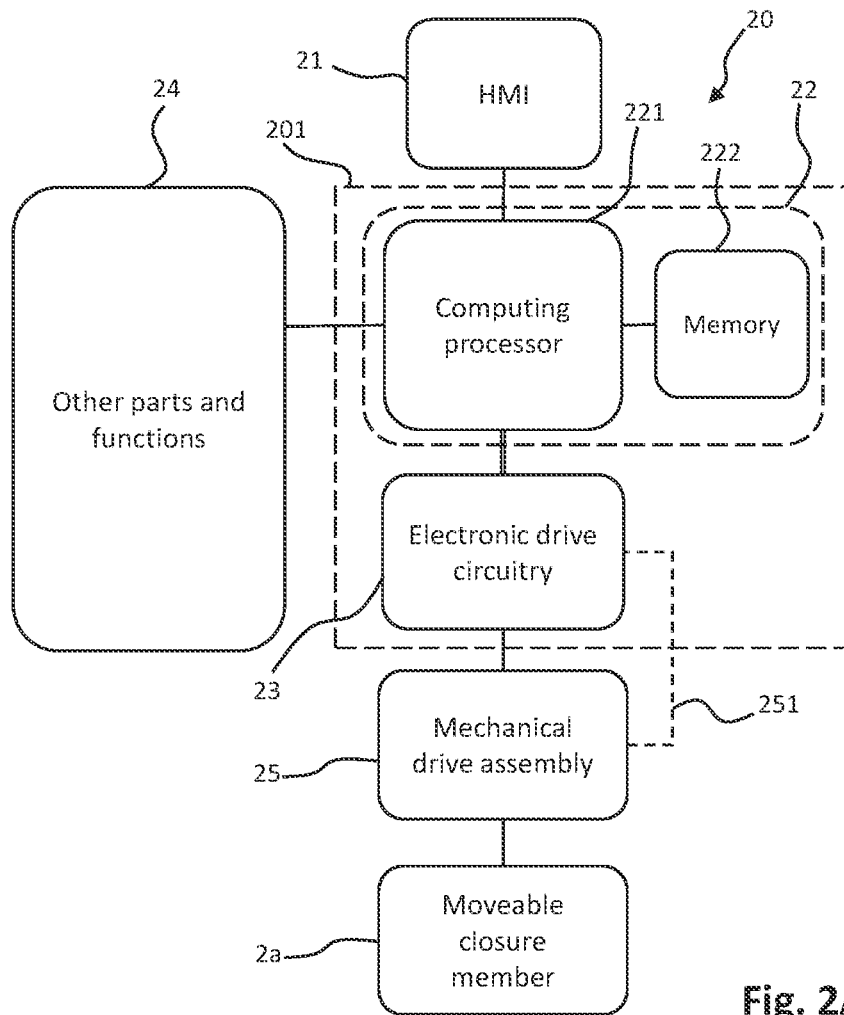 20
21
HMI
24
22
201
221
222
Computing
processor
Memory
Other parts and
functions
Electronic drive
circuitry
23
251
Mechanical
drive assembly
25
Moveable
closure
member
2a
Fig. 2